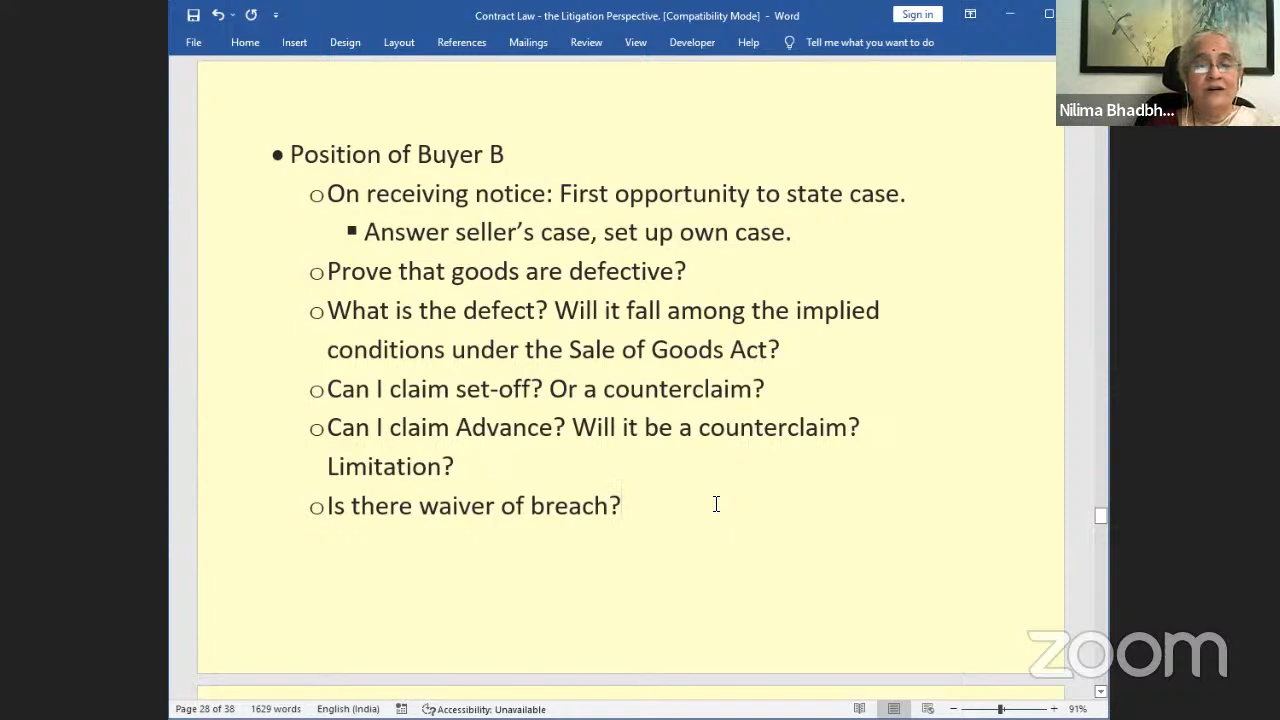 Contract Law - the Litigation Perspective. [Compatibility Mode] - Word
Sign in
File Home Insert Design Layout References Mailings Review View Developer Help Tell me what you want to do
Nilima Bhadbh...
• Position of Buyer B
o On receiving notice: First opportunity to state case.
▪ Answer seller’s case, set up own case.
o Prove that goods are defective?
o What is the defect? Will it fall among the implied
conditions under the Sale of Goods Act?
o Can I claim set-off? Or a counterclaim?
o Can I claim Advance? Will it be a counterclaim?
Limitation?
o Is there waiver of breach?
zoom
Page 28 of 38 1629 words English (India) Accessibility: Unavailable 91%